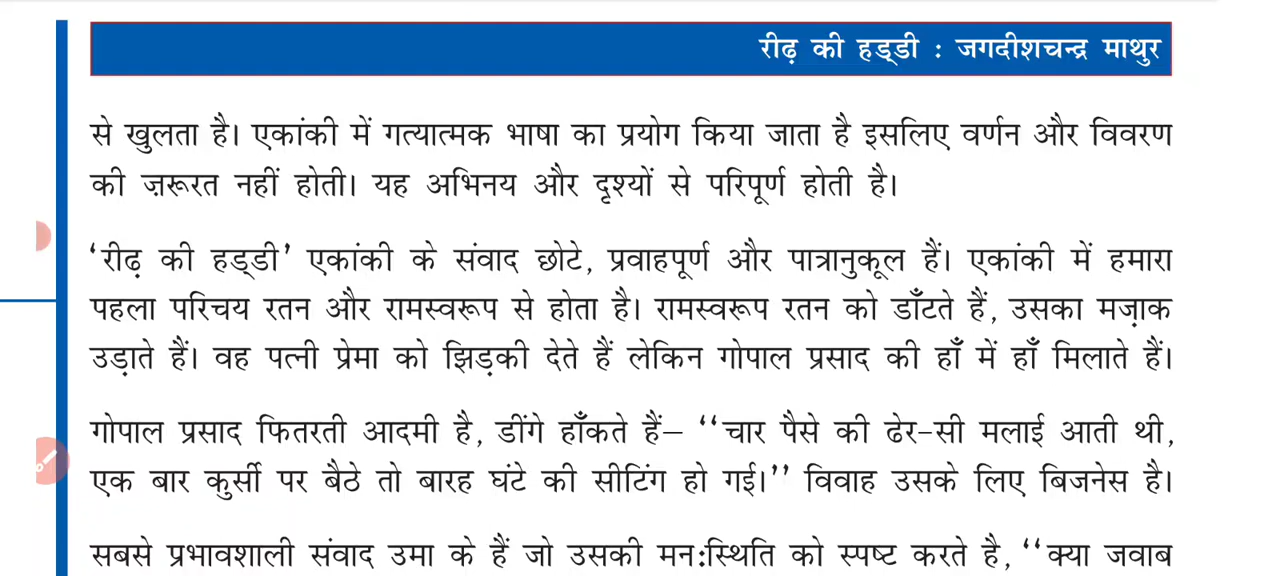 रीढ़ की हड्डी : जगदीशचन्द्र माथुर
से खुलता है। एकांकी में गत्यात्मक भाषा का प्रयोग किया जाता है इसलिए वर्णन और विवरण
की ज़रूरत नहीं होती। यह अभिनय और दृश्यों से परिपूर्ण होती है।
‘रीढ़ की हड्डी’ एकांकी के संवाद छोटे, प्रवाहपूर्ण और पात्रानुकूल हैं। एकांकी में हमारा
पहला परिचय रतन और रामस्वरूप से होता है। रामस्वरूप रतन को डाँटते हैं, उसका मज़ाक
उड़ाते हैं। वह पत्नी प्रेमा को झिड़की देते हैं लेकिन गोपाल प्रसाद की हाँ में हाँ मिलाते हैं।
गोपाल प्रसाद फितरती आदमी है, डींगे हाँकते हैं– ‘‘चार पैसे की ढेर-सी मलाई आती थी,
एक बार कुर्सी पर बैठे तो बारह घंटे की सीटिंग हो गई।’’ विवाह उसके लिए बिजनेस है।
सबसे प्रभावशाली संवाद उमा के हैं जो उसकी मन:स्थिति को स्पष्ट करते है, ‘‘क्या जवाब